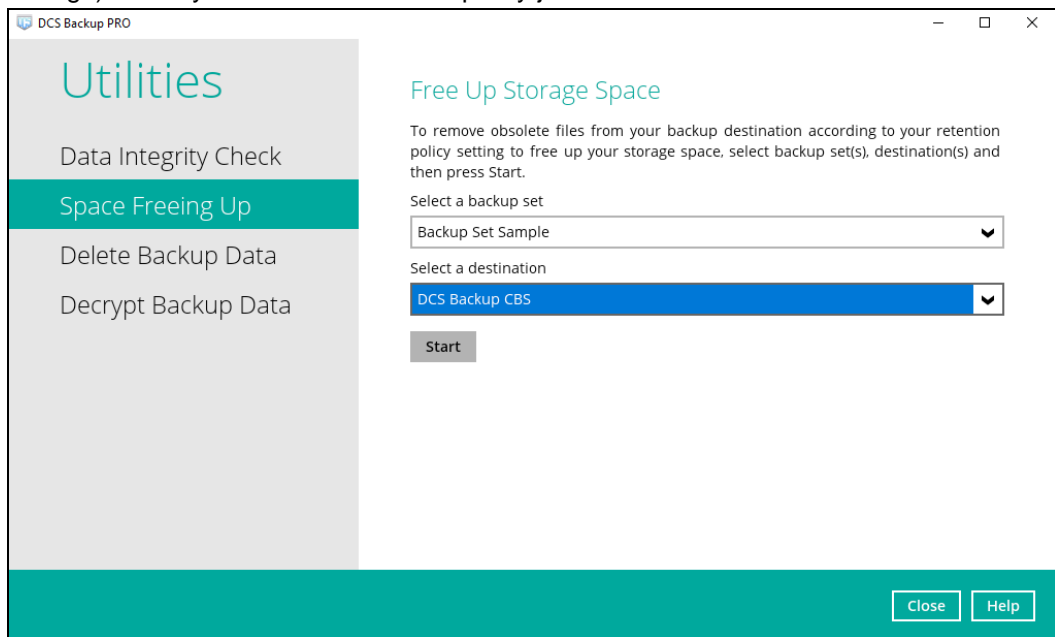 DCS Backup PRO
Utilities
Data Integrity Check
Space Freeing Up
Delete Backup Data
Decrypt Backup Data
Free Up Storage Space
To remove obsolete files from your backup destination according to your retention
policy setting to free up your storage space, select backup set(s), destination(s) and
then press Start.
Select a backup set
Backup Set Sample
Select a destination
DCS Backup CBS
Start
Close
Help